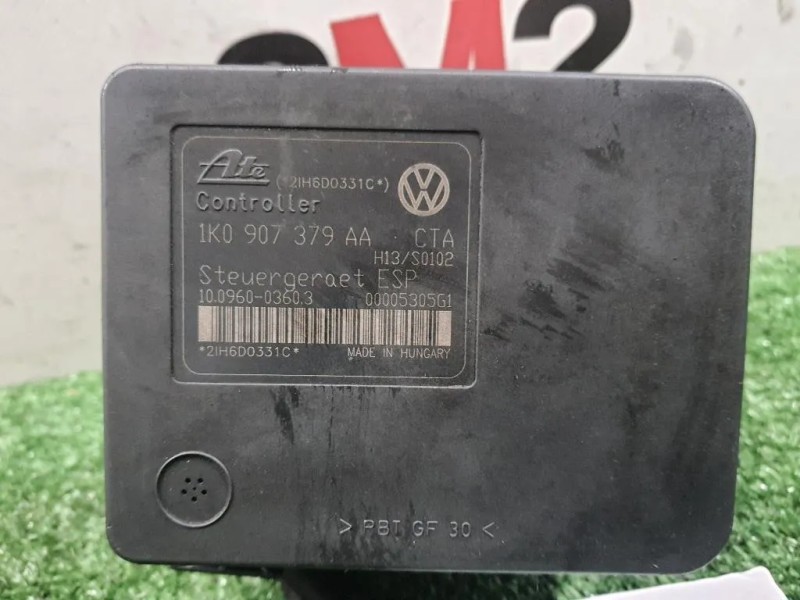 Ate (*2IH6D0331C*)
Controller
1K0 907 379 AA CTA
H13/S0102
Steuergeraet ESP
10.0960-0360.3 00005305G1
*2IH6D0331C* MADE IN HUNGARY
> PBT GF 30 <